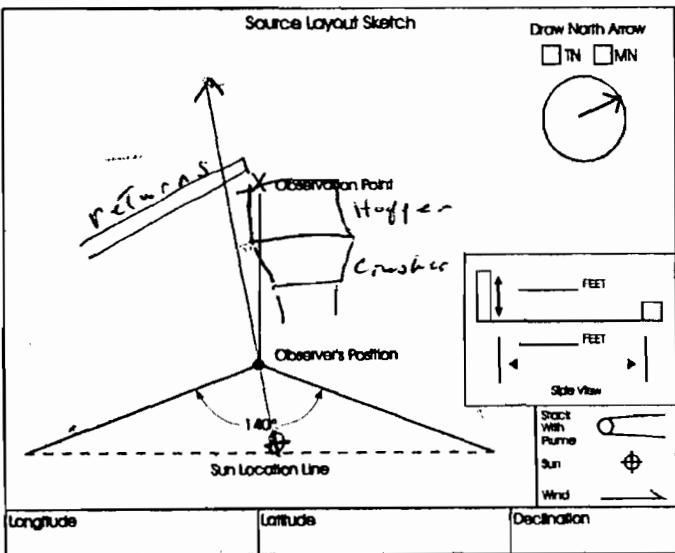 Source Layout Sketch
Draw North Arrow
TN MN
returns
Observation Point
Hopper
Crusher
FEET
Observer's Position
FEET
Side View
140°
Stack
With
Plume
Sun
Sun Location Line
Wind
Longitude Latitude Declination